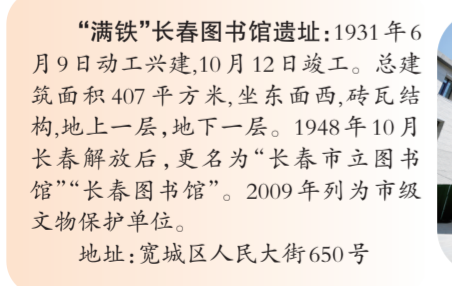 “满铁”长春图书馆遗址:1931年6
月9日动工兴建,10月12日竣工。总建
筑面积407平方米,坐东面西,砖瓦结
构,地上一层,地下一层。1948年10月
长春解放后,更名为“长春市立图书
馆”“长春图书馆”。2009年列为市级
文物保护单位。
地址:宽城区人民大街650号